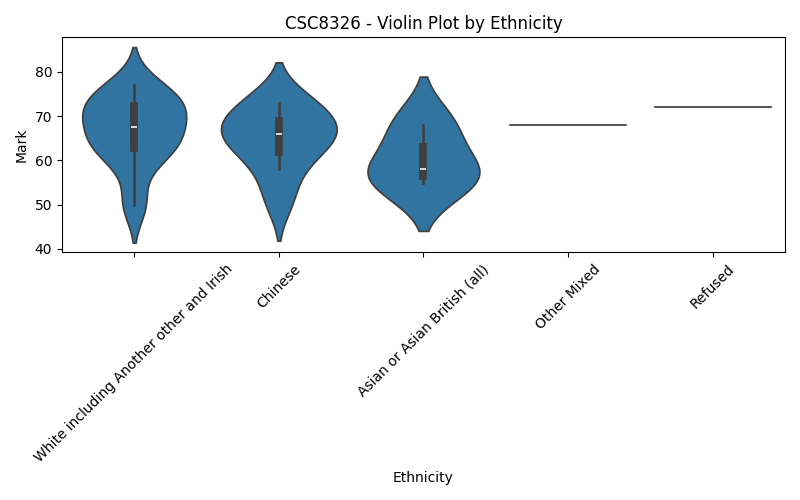 CSC8326 - Violin Plot by Ethnicity
Mark
80
70
60
50
40
White including Another other and Irish
Chinese
Asian or Asian British (all)
Other Mixed
Refused
Ethnicity